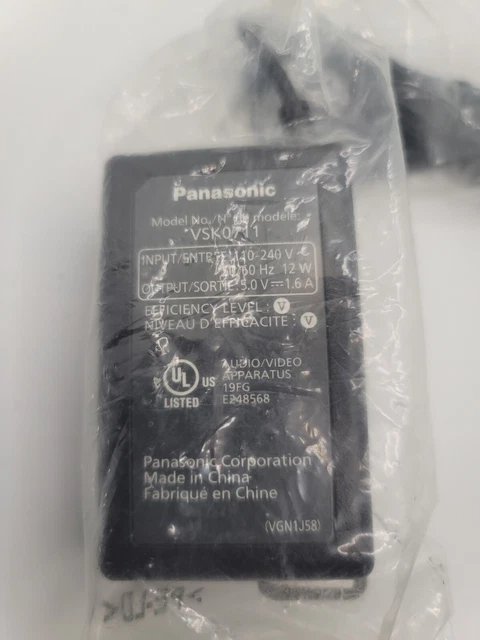 Panasonic
Model No./N° de modèle:
VSK0711
INPUT/ENTRÉE: 110-240 V ~
50/60 Hz 12 W
OUTPUT/SORTIE: 5.0 V 1.6 A
EFFICIENCY LEVEL: V
NIVEAU D'EFFICACITÉ : V
UL
US
LISTED
AUDIO/VIDEO
APPARATUS
19FG
E248568
Panasonic Corporation
Made in China
Fabriqué en Chine
(VGN1J58)
>PE-LD<